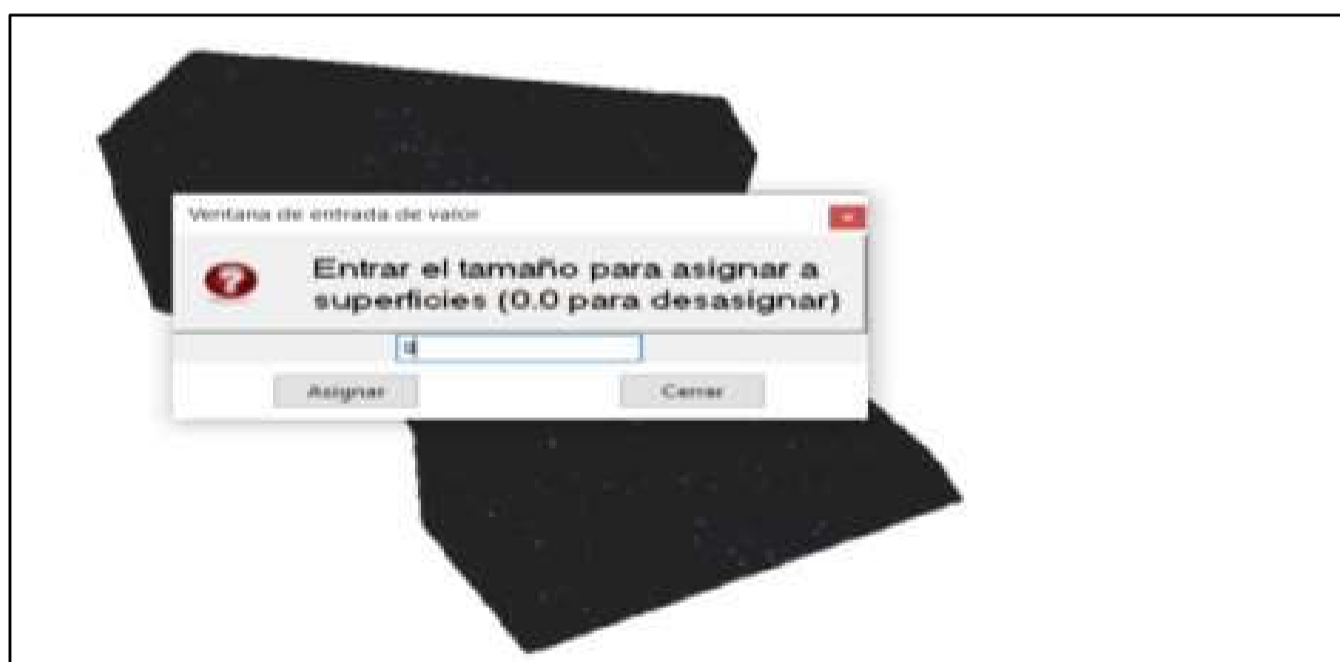 Ventana de entrada de valor
Entrar el tamaño para asignar a
superficies (0.0 para desasignar)
Asignar
Cerrar